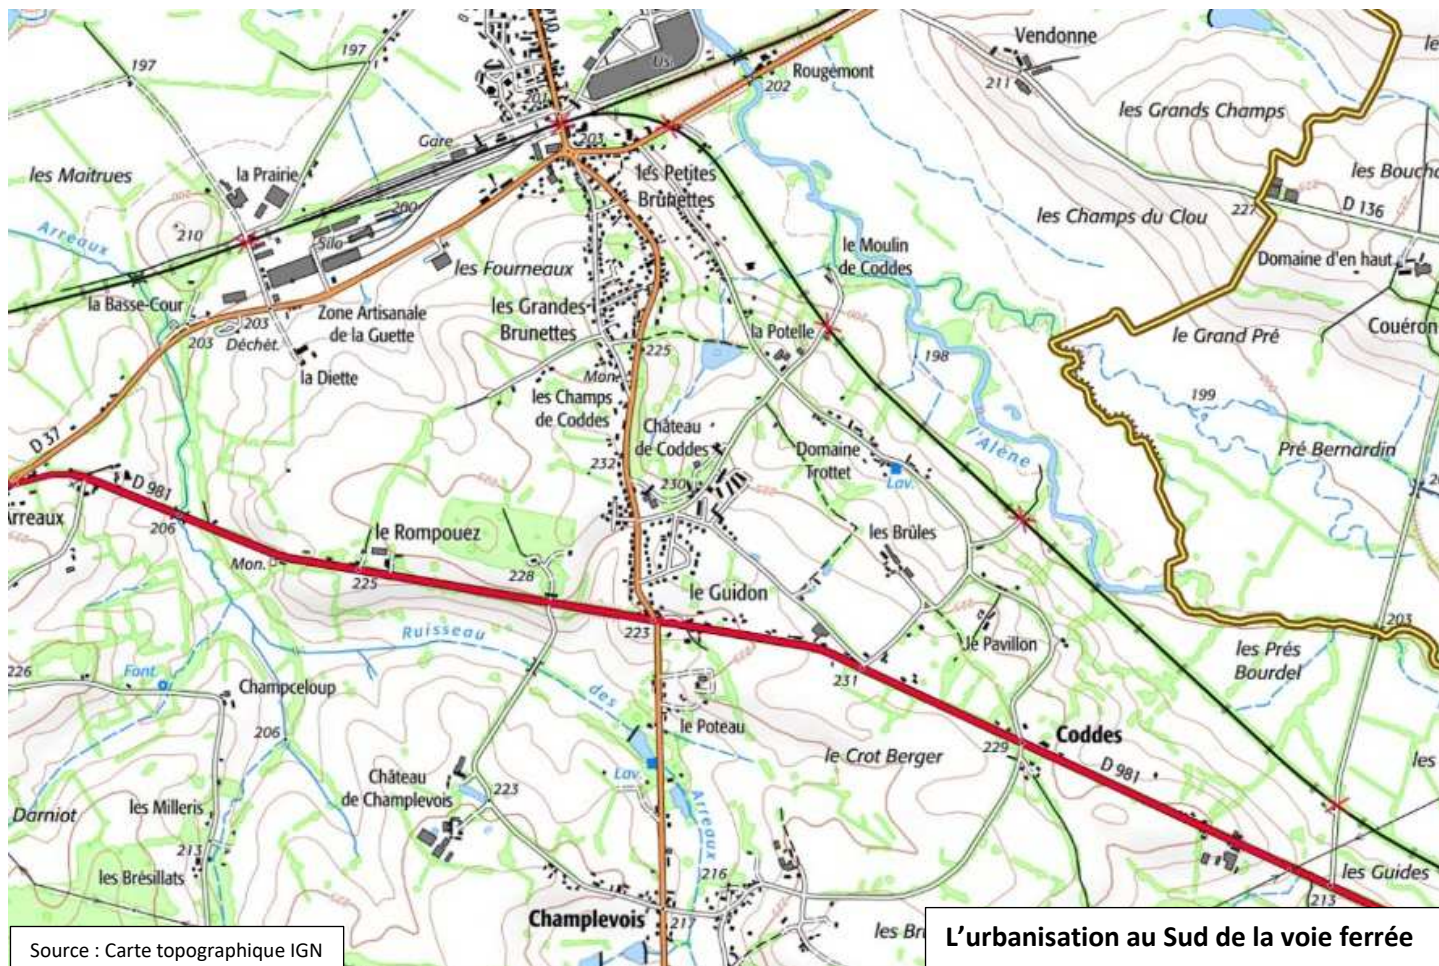 Vendonne
Us.
Rougemont
197
197
201
202
211
les Grands Champs
203
Gare
les Maitrues
la Prairie
les Petites
Brûnettes
200
les Champs du Clou
227
D 136
Arreaux
210
Silo
le Moulin
de Coddes
Domaine d'en haut
les Fourneaux
la Basse-Cour
les Grandes
Brunettes
Zone Artisanale
de la Guette
203
203
Déchèt.
la Potelle
le Grand Pré
225
198
la Diette
Mon.
199
les Champs
de Coddes
Château
de Coddes
D 37
l'Alène
Domaine
Trottet
Pré Bernardin
232
230
Lav.
D 981
206
le Rompouez
les Brûles
Mon.
225
228
le Guidon
223
203
Ruisseau
le Pavillon
les Prés
Bourdel
226
Font.
Champceloup
des
231
le Poteau
206
229
Coddes
le Crot Berger
D 981
Château
de Champlevois
223
Lav.
Darniot
les Milleris
Arreaux
213
les Brésillats
216
les Guides
213
Champlevois
217
Source : Carte topographique IGN
L'urbanisation au Sud de la voie ferrée